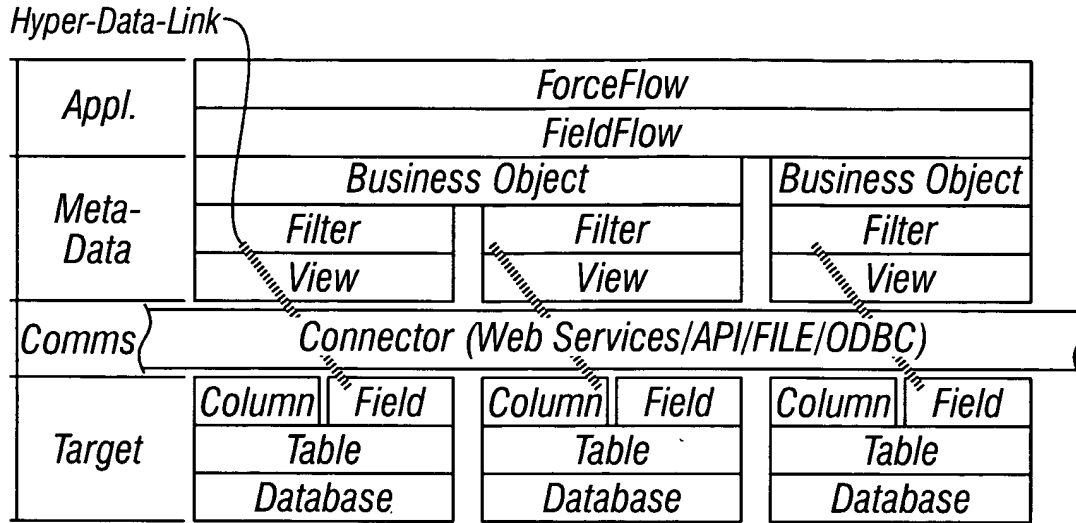 Hyper-Data-Link
Appl.
ForceFlow
FieldFlow
Meta-
Data
Business Object
Business Object
Filter
Filter
Filter
View
View
View
Comms
Connector (Web Services/API/FILE/ODBC)
Target
Column Field
Column Field
Column Field
Table
Table
Table
Database
Database
Database